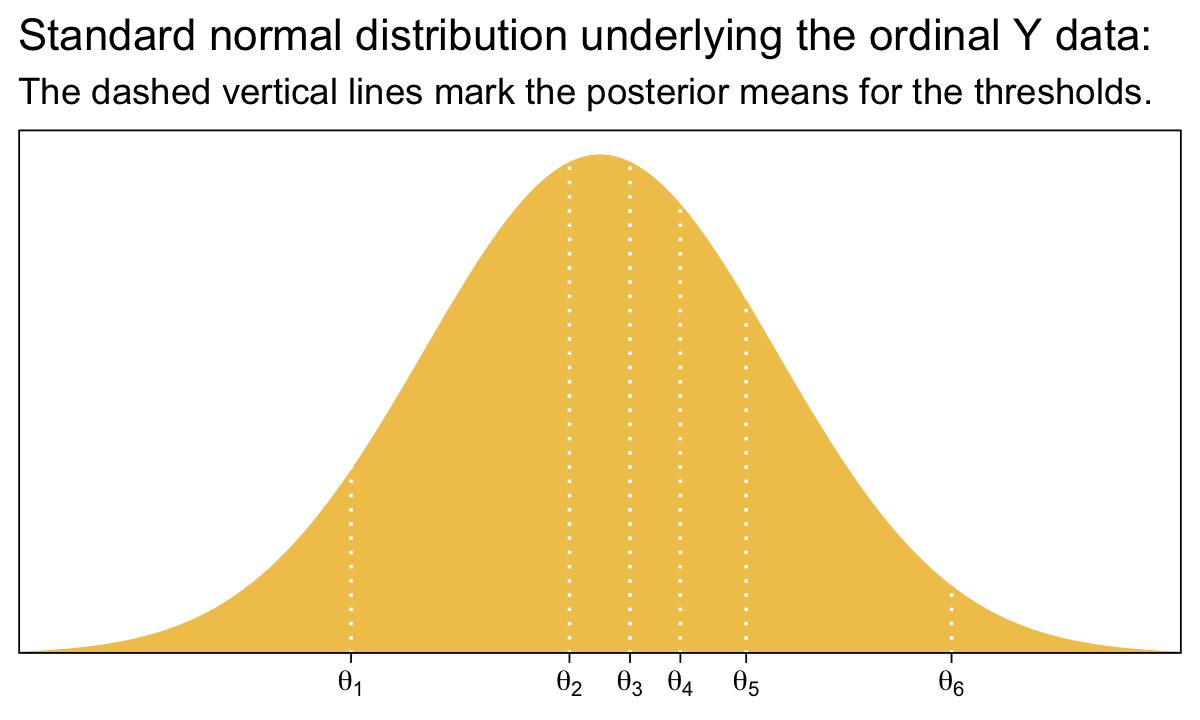 Standard normal distribution underlying the ordinal Y data:
The dashed vertical lines mark the posterior means for the thresholds.
θ₁ θ₂ θ₃ θ₄ θ₅ θ₆